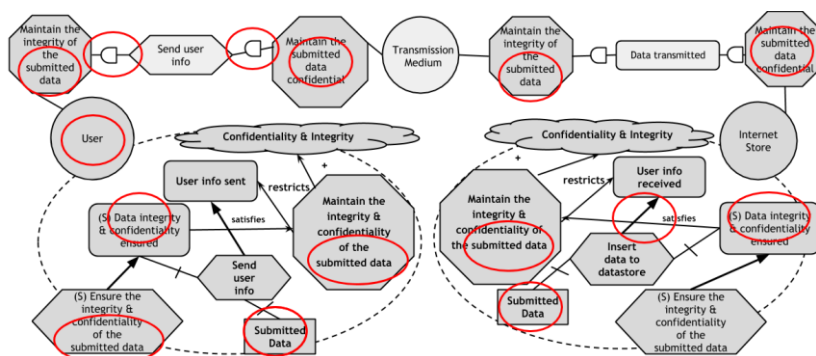 Maintain the
integrity of
the
submitted
data
Send user
info
Maintain the
submitted
data
confidential
Transmission
Medium
Maintain the
integrity of
the
submitted
data
Data transmitted
Maintain the
submitted
data
confidential
User
Confidentiality & Integrity
+
User info sent
restricts
(S) Data integrity
& confidentiality
ensured
satisfies
Maintain the
integrity &
confidentiality
of the
submitted data
Send
user
info
(S) Ensure the
integrity &
confidentiality
of the
submitted data
Submitted
Data
Confidentiality & Integrity
Internet
Store
+
User info
received
restricts
Maintain the
integrity &
confidentiality of
the submitted data
satisfies
(S) Data integrity
& confidentiality
ensured
Insert
data to
datastore
Submitted
Data
(S) Ensure the
integrity &
confidentiality of
the submitted data